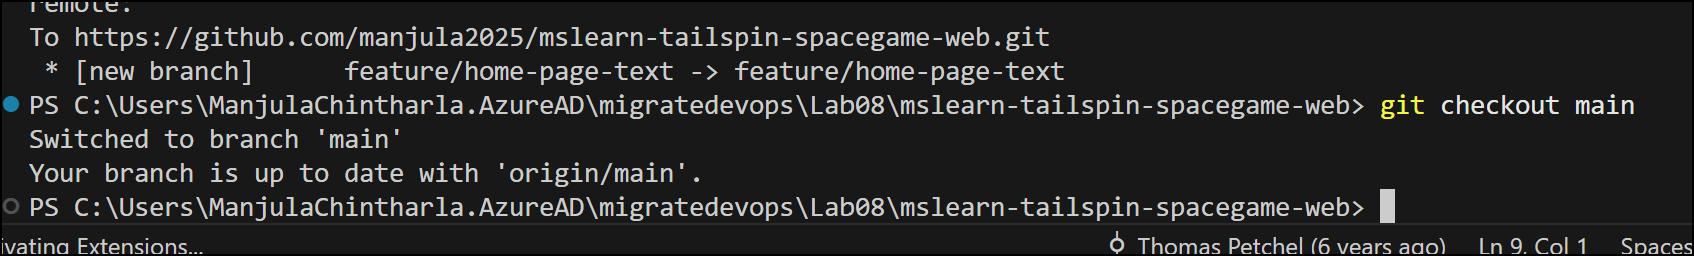 remote:
To https://github.com/manjula2025/mslearn-tailspin-spacegame-web.git
 * [new branch]      feature/home-page-text -> feature/home-page-text
PS C:\Users\ManjulaChintharla.AzureAD\migratedevops\Lab08\mslearn-tailspin-spacegame-web> git checkout main
Switched to branch 'main'
Your branch is up to date with 'origin/main'.
PS C:\Users\ManjulaChintharla.AzureAD\migratedevops\Lab08\mslearn-tailspin-spacegame-web>
ivating Extensions... Thomas Petchel (6 years ago) Ln 9, Col 1 Spaces